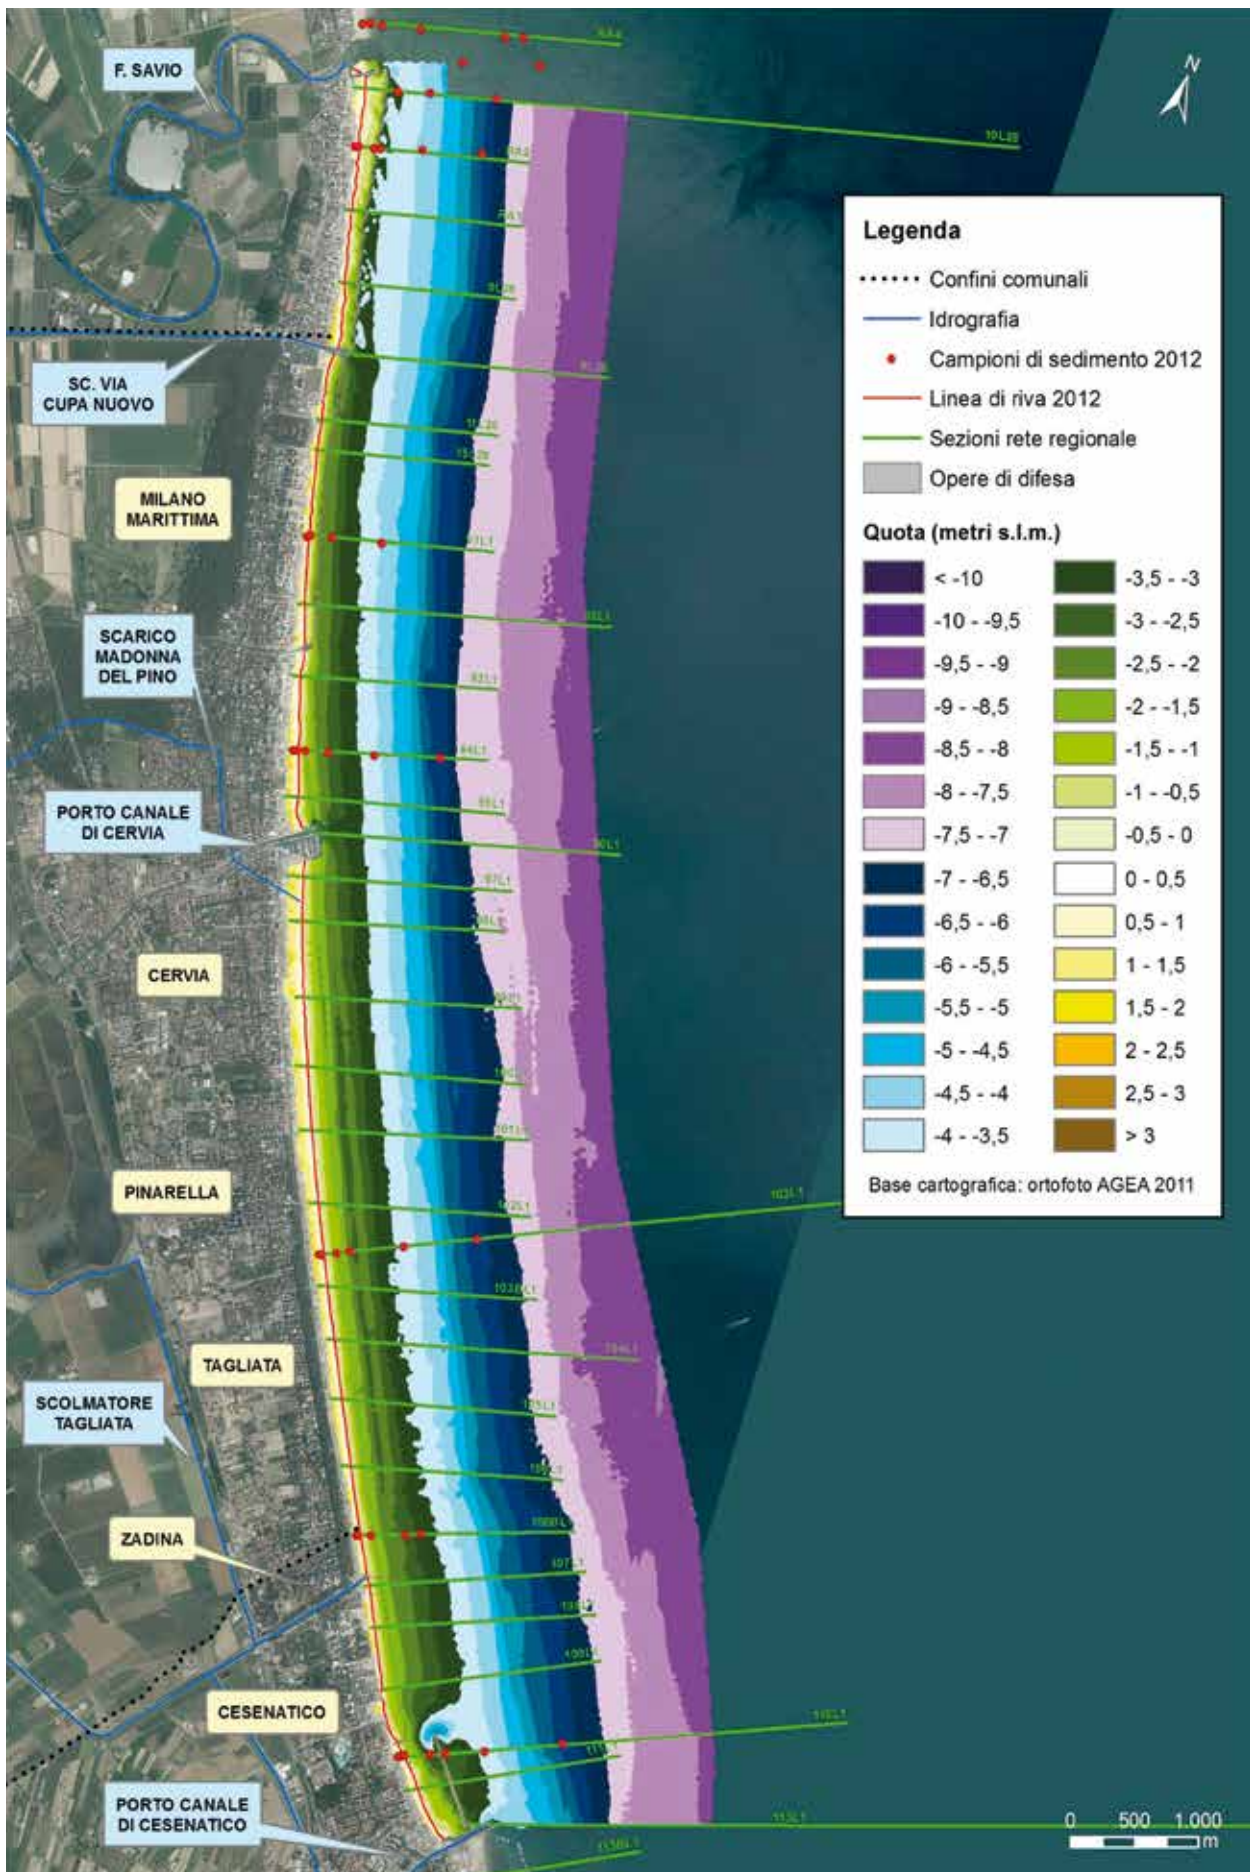 F. SAVIO
N
10L28
Legenda
Confini comunali
Idrografia
Campioni di sedimento 2012
Linea di riva 2012
Sezioni rete regionale
Opere di difesa
Quota (metri s.l.m.)
< -10
-10 - -9,5
-9,5 - -9
-9 - -8,5
-8,5 - -8
-8 - -7,5
-7,5 - -7
-7 - -6,5
-6,5 - -6
-6 - -5,5
-5,5 - -5
-5 - -4,5
-4,5 - -4
-4 - -3,5
-3,5 - -3
-3 - -2,5
-2,5 - -2
-2 - -1,5
-1,5 - -1
-1 - -0,5
-0,5 - 0
0 - 0,5
0,5 - 1
1 - 1,5
1,5 - 2
2 - 2,5
2,5 - 3
> 3
Base cartografica: ortofoto AGEA 2011
SC. VIA
CUPA NUOVO
MILANO
MARITTIMA
SCARICO
MADONNA
DEL PINO
PORTO CANALE
DI CERVIA
97L1
CERVIA
PINARELLA
103L1
TAGLIATA
SCOLMATORE
TAGLIATA
ZADINA
107L1
CESENATICO
PORTO CANALE
DI CESENATICO
113L1
0 500 1.000
m